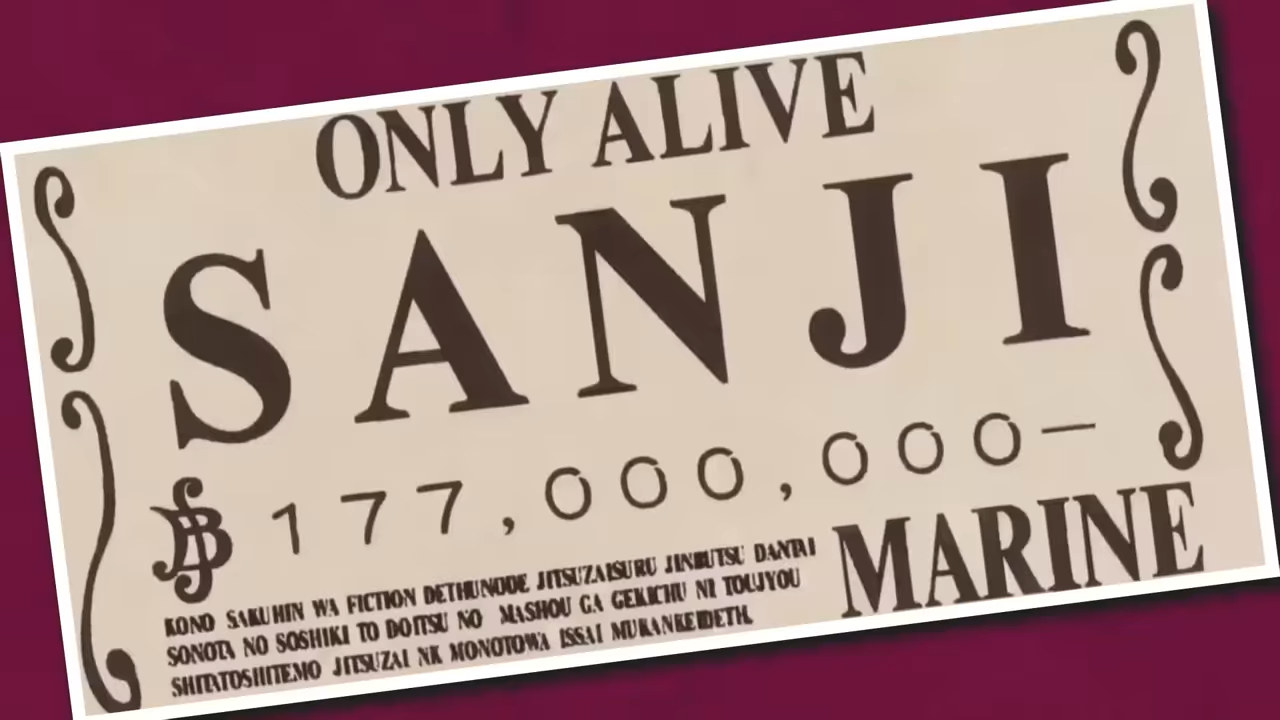 ONLY ALIVE
SANJI
177,000,000—
KONO SAKUHIN WA FICTION DETHUNODE JITSUZAISURU JINBUTSU DANTAI
SONOTA NO SOSHIKI TO DOITSU NO MASHOU GA GEKICHU NI TOUJYOU
SHITATOSHITEMO JITSUZAI NK MONOTOWA ISSAI MUKANKEIDETH.
MARINE